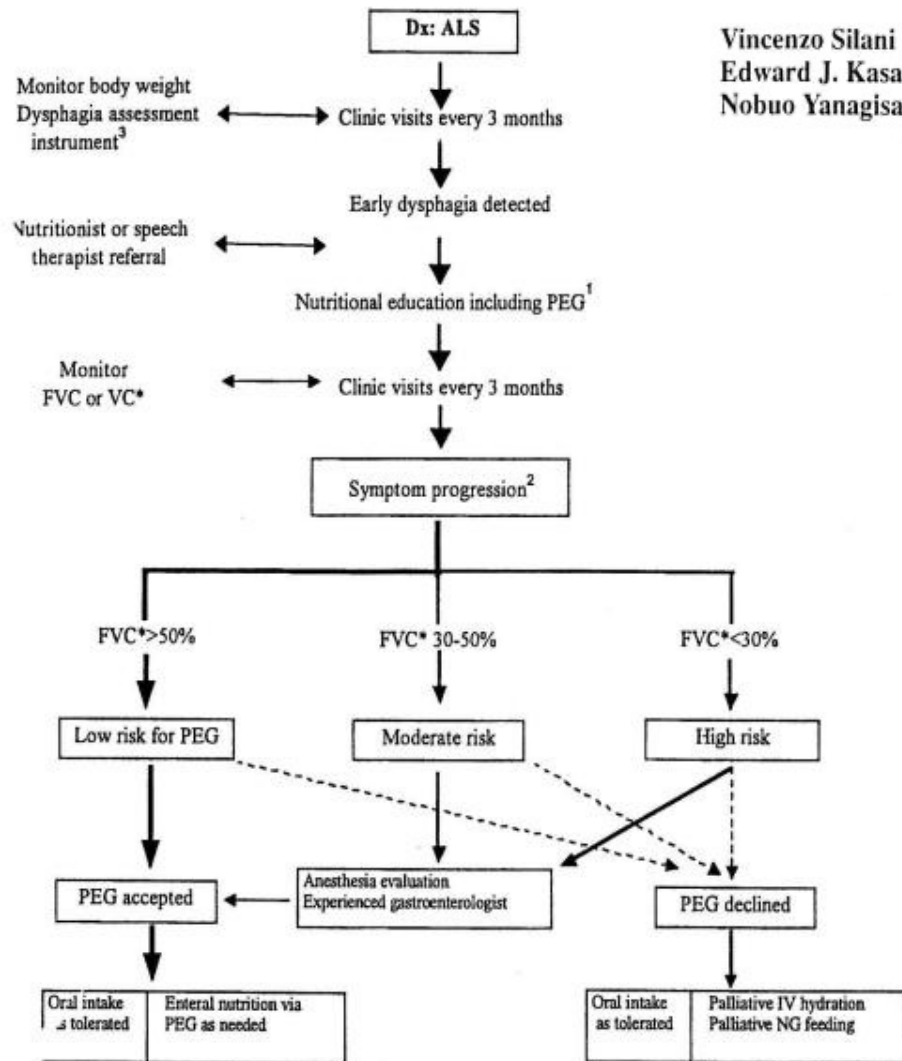 Dx: ALS
Vincenzo Silani
Edward J. Kasa
Nobuo Yanagisa
Monitor body weight
Dysphagia assessment
instrument3
Clinic visits every 3 months
Early dysphagia detected
Nutritionist or speech
therapist referral
Nutritional education including PEG1
Monitor
FVC or VC*
Clinic visits every 3 months
Symptom progression2
FVC*>50%
FVC* 30-50%
FVC*<30%
Low risk for PEG
Moderate risk
High risk
PEG accepted
Anesthesia evaluation
Experienced gastroenterologist
PEG declined
Oral intake
as tolerated
Enteral nutrition via
PEG as needed
Oral intake
as tolerated
Palliative IV hydration
Palliative NG feeding